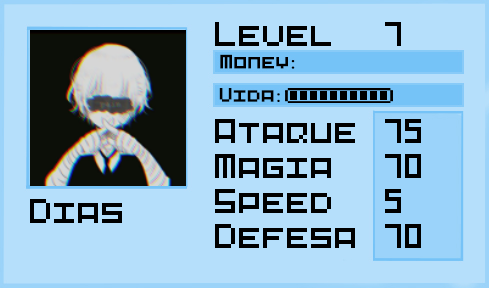 Level 7
Money:
Vida:
Ataque 75
Magia 70
Speed 5
Defesa 70
Dias